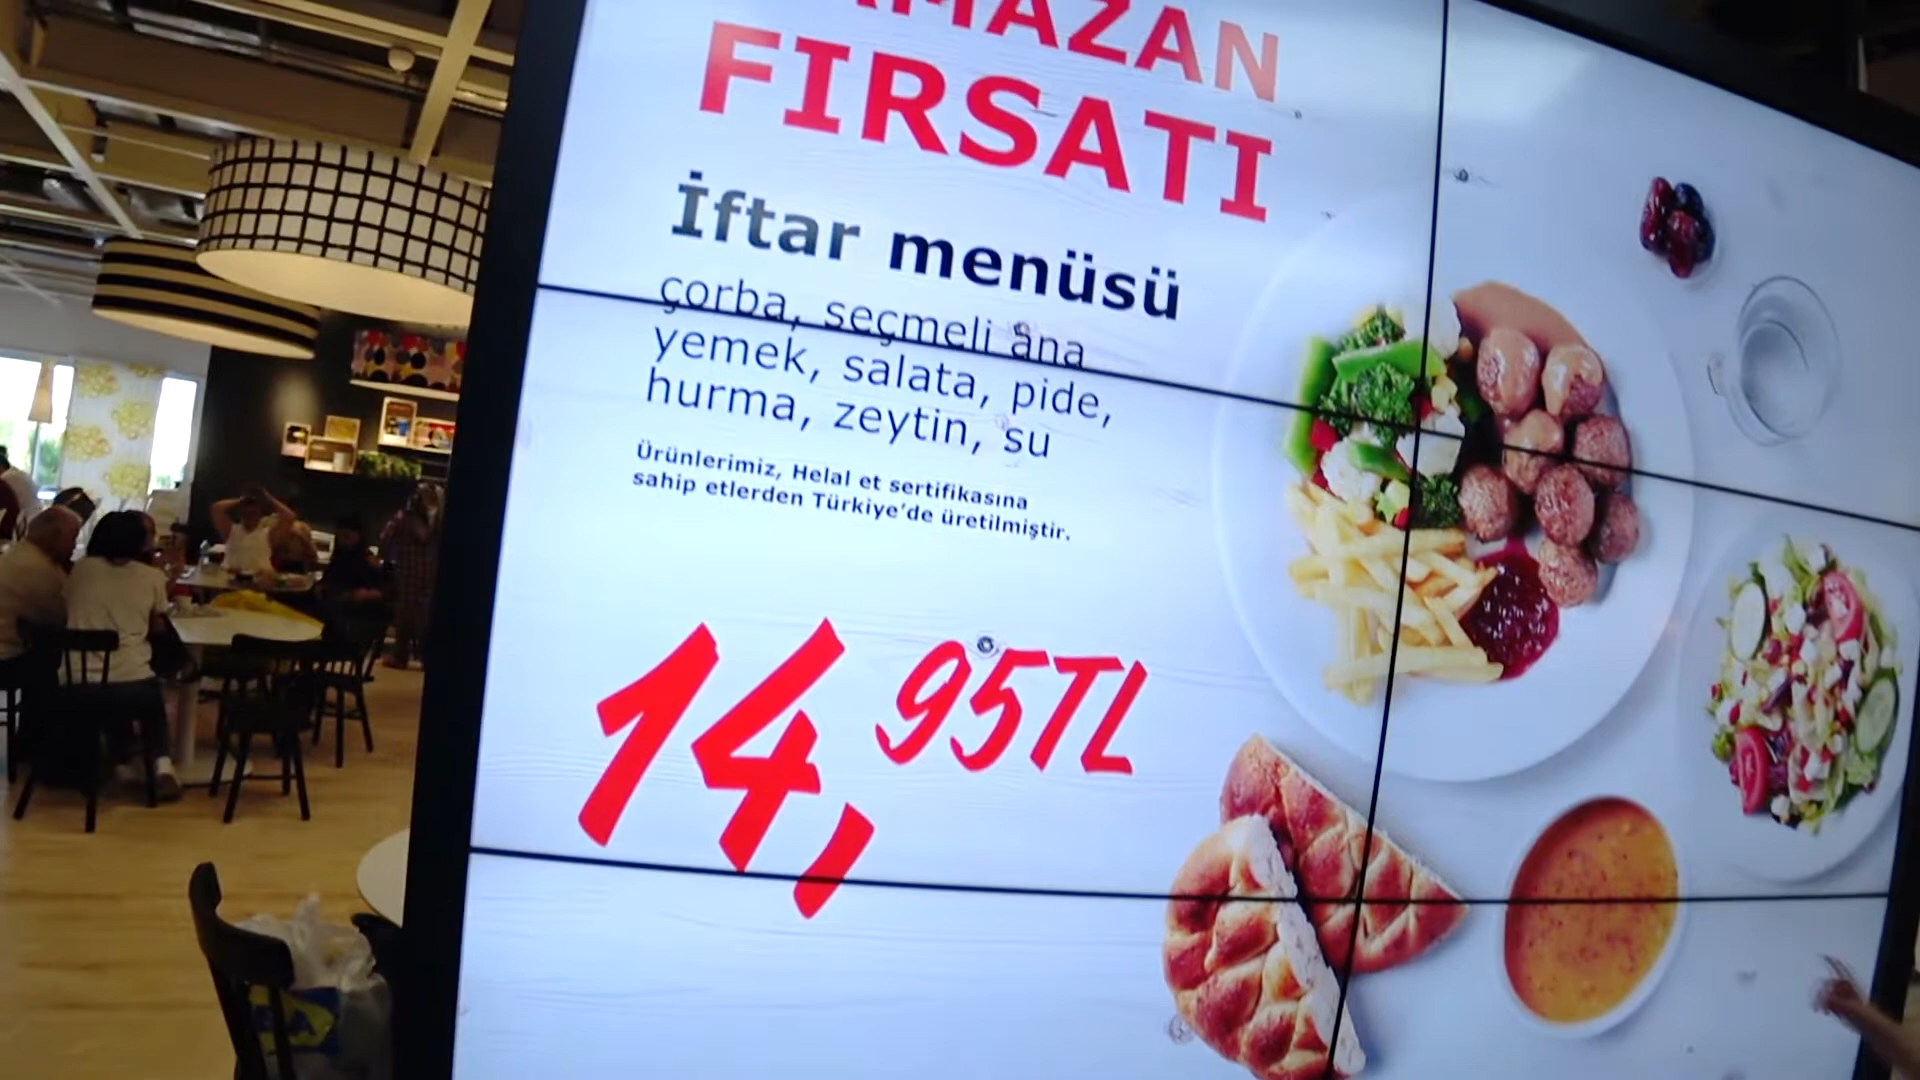 FIRSATI
İftar menüsü
çorba, seçmeli ana
yemek, salata, pide,
hurma, zeytin, su
Ürünlerimiz, Helal et sertifikasına
sahip etlerden Türkiye'de üretilmiştir.
14,95TL